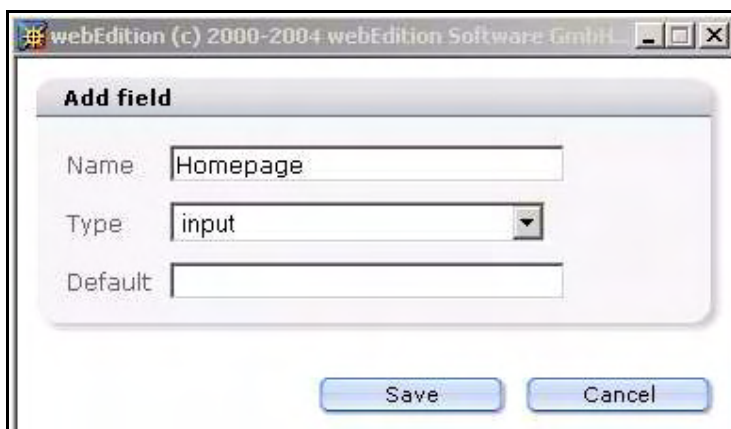 webEdition (c) 2000-2004 webEdition Software GmbH...
Add field
Name Homepage
Type input
Default
Save Cancel